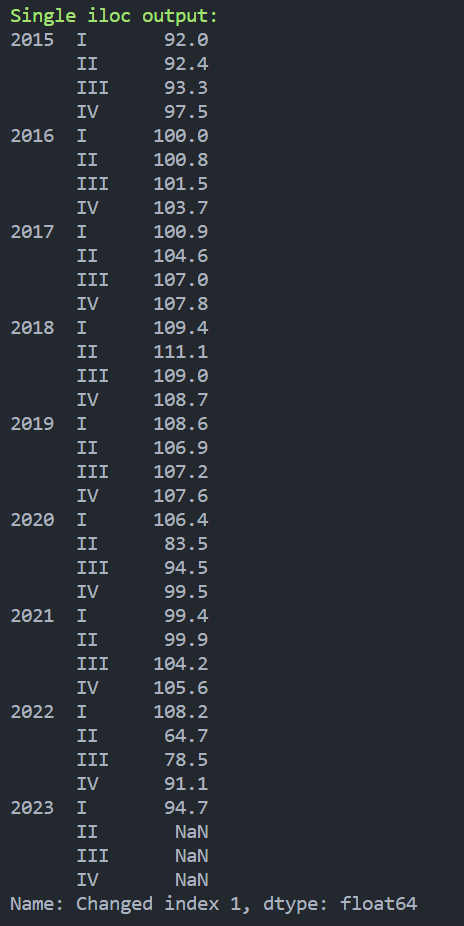 Single iloc output:
2015  I       92.0
      II      92.4
      III     93.3
      IV      97.5
2016  I      100.0
      II     100.8
      III    101.5
      IV     103.7
2017  I      100.9
      II     104.6
      III    107.0
      IV     107.8
2018  I      109.4
      II     111.1
      III    109.0
      IV     108.7
2019  I      108.6
      II     106.9
      III    107.2
      IV     107.6
2020  I      106.4
      II      83.5
      III     94.5
      IV      99.5
2021  I       99.4
      II      99.9
      III    104.2
      IV     105.6
2022  I      108.2
      II      64.7
      III     78.5
      IV      91.1
2023  I       94.7
      II       NaN
      III      NaN
      IV       NaN
Name: Changed index 1, dtype: float64